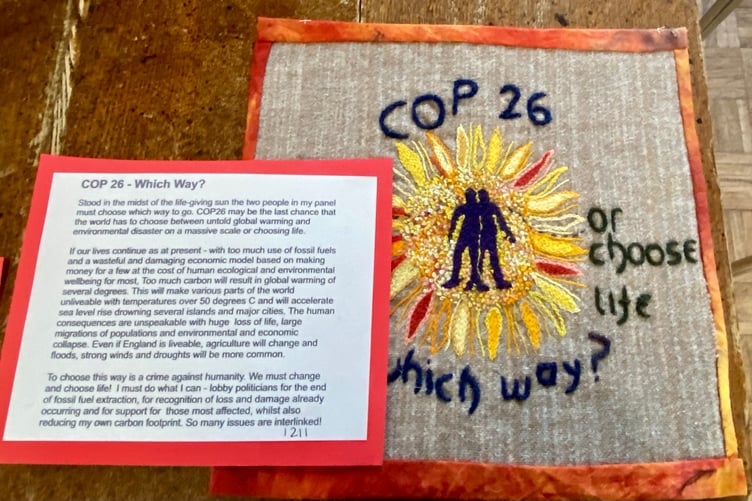 COP 26 - Which Way?
Stood in the midst of the life-giving sun the two people in my panel
must choose which way to go. COP26 may be the last chance that
the world has to choose between untold global warming and
environmental disaster on a massive scale or choosing life.
If our lives continue as at present - with too much use of fossil fuels
and a wasteful and damaging economic model based on making
money for a few at the cost of human ecological and environmental
wellbeing for most, Too much carbon will result in global warming of
several degrees. This will make various parts of the world
unliveable with temperatures over 50 degrees C and will accelerate
sea level rise drowning several islands and major cities. The human
consequences are unspeakable with huge loss of life, large
migrations of populations and environmental and economic
collapse. Even if England is liveable, agriculture will change and
floods, strong winds and droughts will be more common.
To choose this way is a crime against humanity. We must change
and choose life! I must do what I can - lobby politicians for the end
of fossil fuel extraction, for recognition of loss and damage already
occurring and for support for those most affected, whilst also
reducing my own carbon footprint. So many issues are interlinked!
1211
COP 26
or
choose
life
which way?